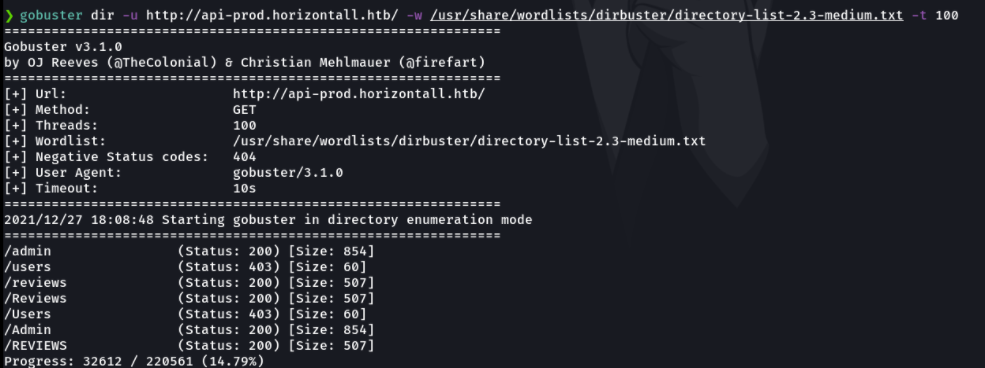 ❯ gobuster dir -u http://api-prod.horizontall.htb/ -w /usr/share/wordlists/dirbuster/directory-list-2.3-medium.txt -t 100
===============================================================
Gobuster v3.1.0
by OJ Reeves (@TheColonial) & Christian Mehlmauer (@firefart)
===============================================================
[+] Url:                     http://api-prod.horizontall.htb/
[+] Method:                  GET
[+] Threads:                 100
[+] Wordlist:                /usr/share/wordlists/dirbuster/directory-list-2.3-medium.txt
[+] Negative Status codes:   404
[+] User Agent:              gobuster/3.1.0
[+] Timeout:                 10s
===============================================================
2021/12/27 18:08:48 Starting gobuster in directory enumeration mode
===============================================================
/admin                (Status: 200) [Size: 854]
/users                (Status: 403) [Size: 60]
/reviews              (Status: 200) [Size: 507]
/Reviews              (Status: 200) [Size: 507]
/Users                (Status: 403) [Size: 60]
/Admin                (Status: 200) [Size: 854]
/REVIEWS              (Status: 200) [Size: 507]
Progress: 32612 / 220561 (14.79%)